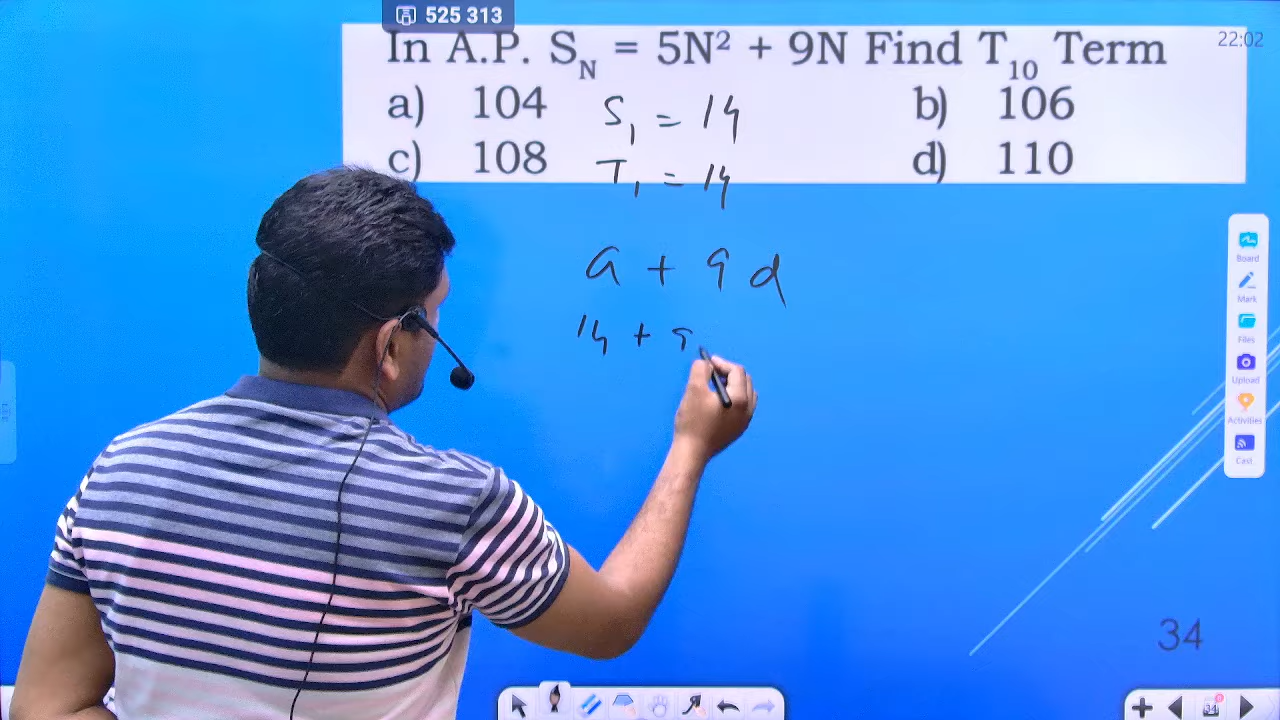 525 313
22:02
In A.P. S_N = 5N² + 9N Find T_10 Term
a) 104 b) 106
c) 108 d) 110
S_1 = 14
T_1 = 14
a + 9d
14 + 9
Board
Mark
Files
Upload
Activities
Cast
34
34